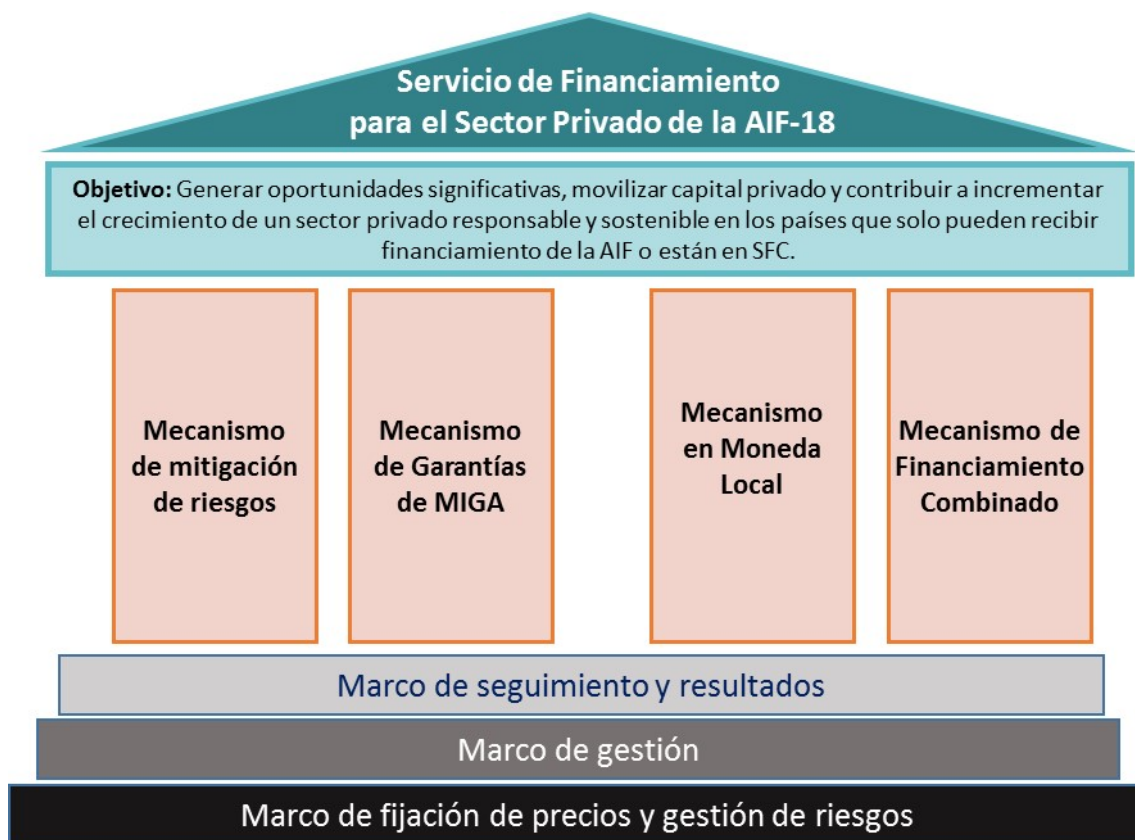 Servicio de Financiamiento
para el Sector Privado de la AIF-18
Objetivo: Generar oportunidades significativas, movilizar capital privado y contribuir a incrementar
el crecimiento de un sector privado responsable y sostenible en los países que solo pueden recibir
financiamiento de la AIF o están en SFC.
Mecanismo
de mitigación
de riesgos
Mecanismo
de Garantías
de MIGA
Mecanismo
en Moneda
Local
Mecanismo de
Financiamiento
Combinado
Marco de seguimiento y resultados
Marco de gestión
Marco de fijación de precios y gestión de riesgos